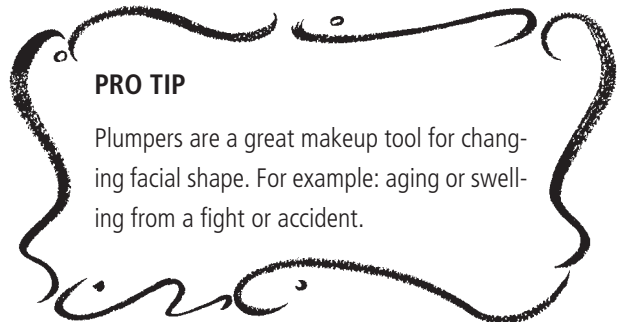 PRO TIP
Plumpers are a great makeup tool for chang-
ing facial shape. For example: aging or swell-
ing from a fight or accident.